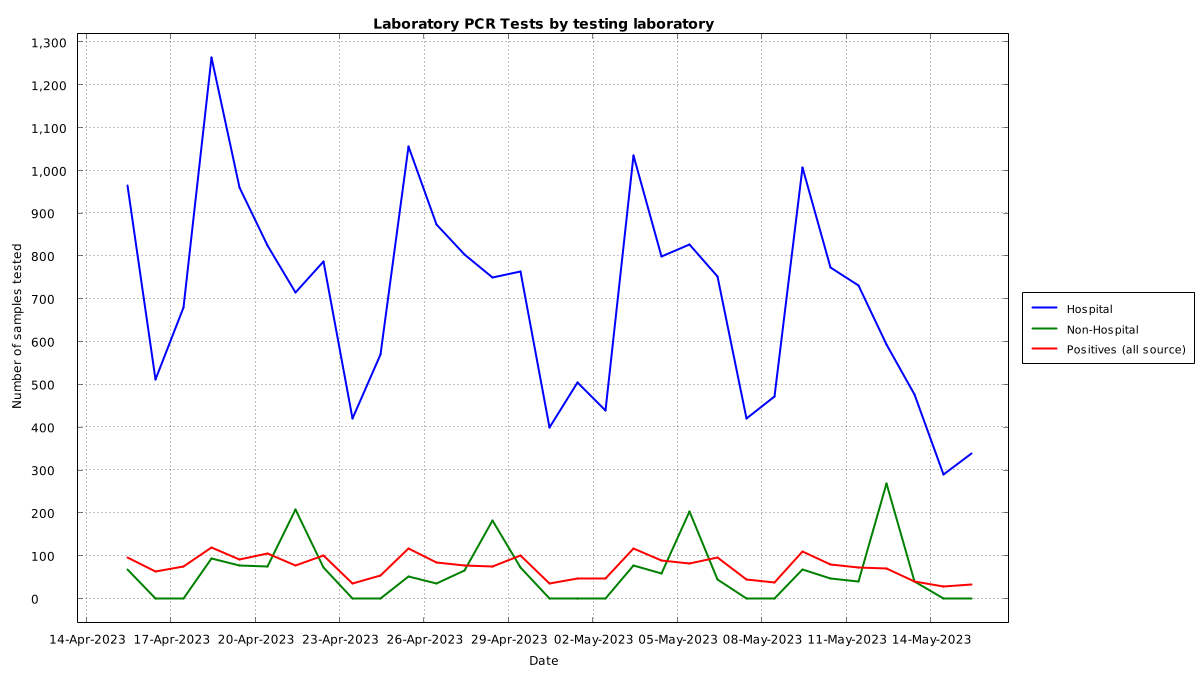 Laboratory PCR Tests by testing laboratory
1,300
1,200
1,100
1,000
900
800
700
600
500
400
300
200
100
0
Number of samples tested
14-Apr-2023 17-Apr-2023 20-Apr-2023 23-Apr-2023 26-Apr-2023 29-Apr-2023 02-May-2023 05-May-2023 08-May-2023 11-May-2023 14-May-2023
Date
Hospital
Non-Hospital
Positives (all source)